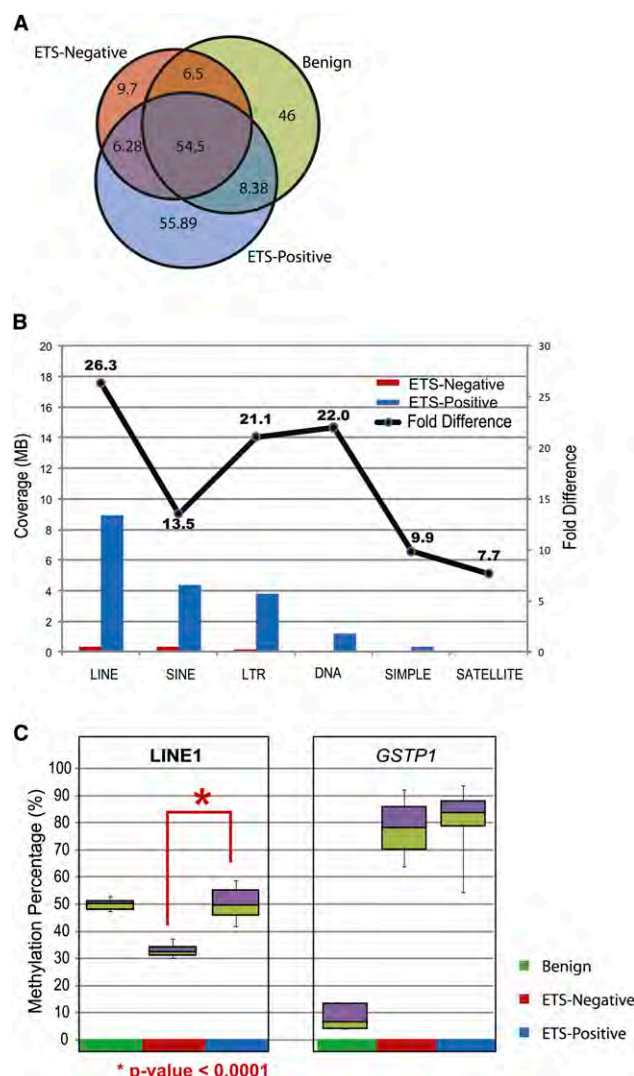 A
ETS-Negative
Benign
6.5
9.7
46
6.28
54.5
8.38
55.89
ETS-Positive
B
20
18
16
14
12
10
8
6
4
2
0
Coverage (MB)
30
25
20
15
10
5
0
Fold Difference
26.3
13.5
21.1
22.0
9.9
7.7
ETS-Negative
ETS-Positive
Fold Difference
LINE
SINE
LTR
DNA
SIMPLE
SATELLITE
C
LINE1
GSTP1
100
90
80
70
60
50
40
30
20
10
0
Methylation Percentage (%)
*
Benign
ETS-Negative
ETS-Positive
* p-value < 0.0001